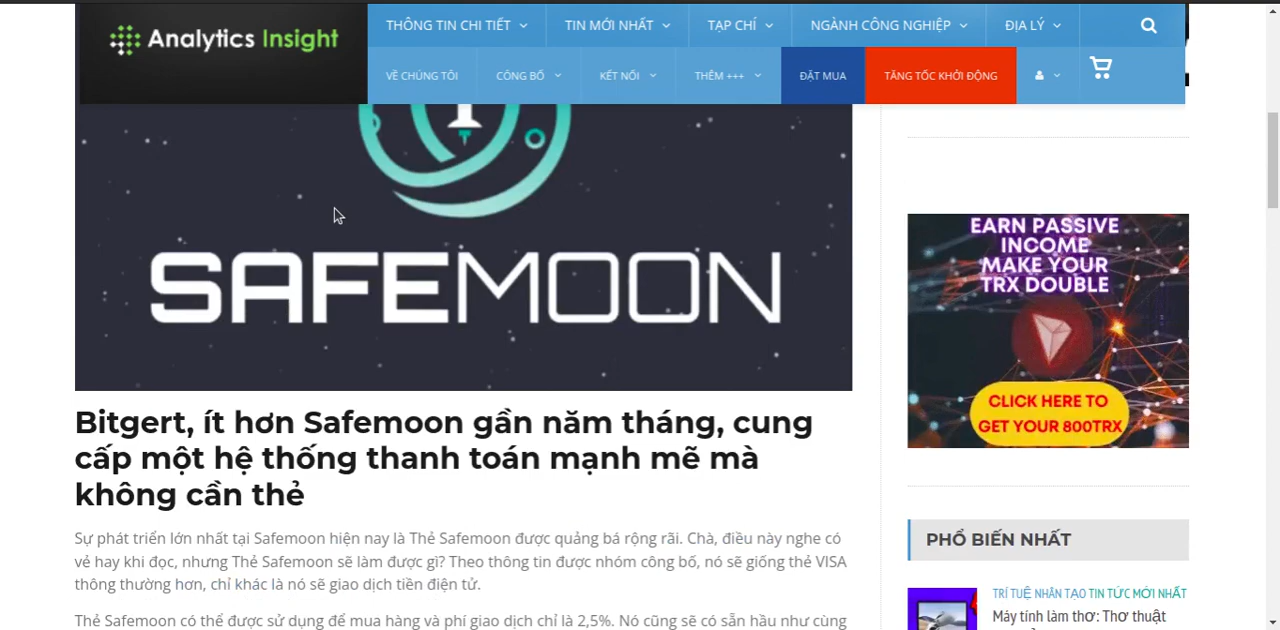 Analytics Insight
THÔNG TIN CHI TIẾT
TIN MỚI NHẤT
TẠP CHÍ
NGÀNH CÔNG NGHIỆP
ĐỊA LÝ
VỀ CHÚNG TÔI
CÔNG BỐ
KẾT NỐI
THÊM +++
ĐẶT MUA
TĂNG TỐC KHỞI ĐỘNG
SAFEMOON
Bitgert, ít hơn Safemoon gần năm tháng, cung
cấp một hệ thống thanh toán mạnh mẽ mà
không cần thẻ
Sự phát triển lớn nhất tại Safemoon hiện nay là Thẻ Safemoon được quảng bá rộng rãi. Chà, điều này nghe có
vẻ hay khi đọc, nhưng Thẻ Safemoon sẽ làm được gì? Theo thông tin được nhóm công bố, nó sẽ giống thẻ VISA
thông thường hơn, chỉ khác là nó sẽ giao dịch tiền điện tử.
Thẻ Safemoon có thể được sử dụng để mua hàng và phí giao dịch chỉ là 2,5%. Nó cũng sẽ có sẵn hầu như cùng
EARN PASSIVE
INCOME
MAKE YOUR
TRX DOUBLE
CLICK HERE TO
GET YOUR 800TRX
PHỔ BIẾN NHẤT
TRÍ TUỆ NHÂN TẠO TIN TỨC MỚI NHẤT
Máy tính làm thơ: Thơ thuật